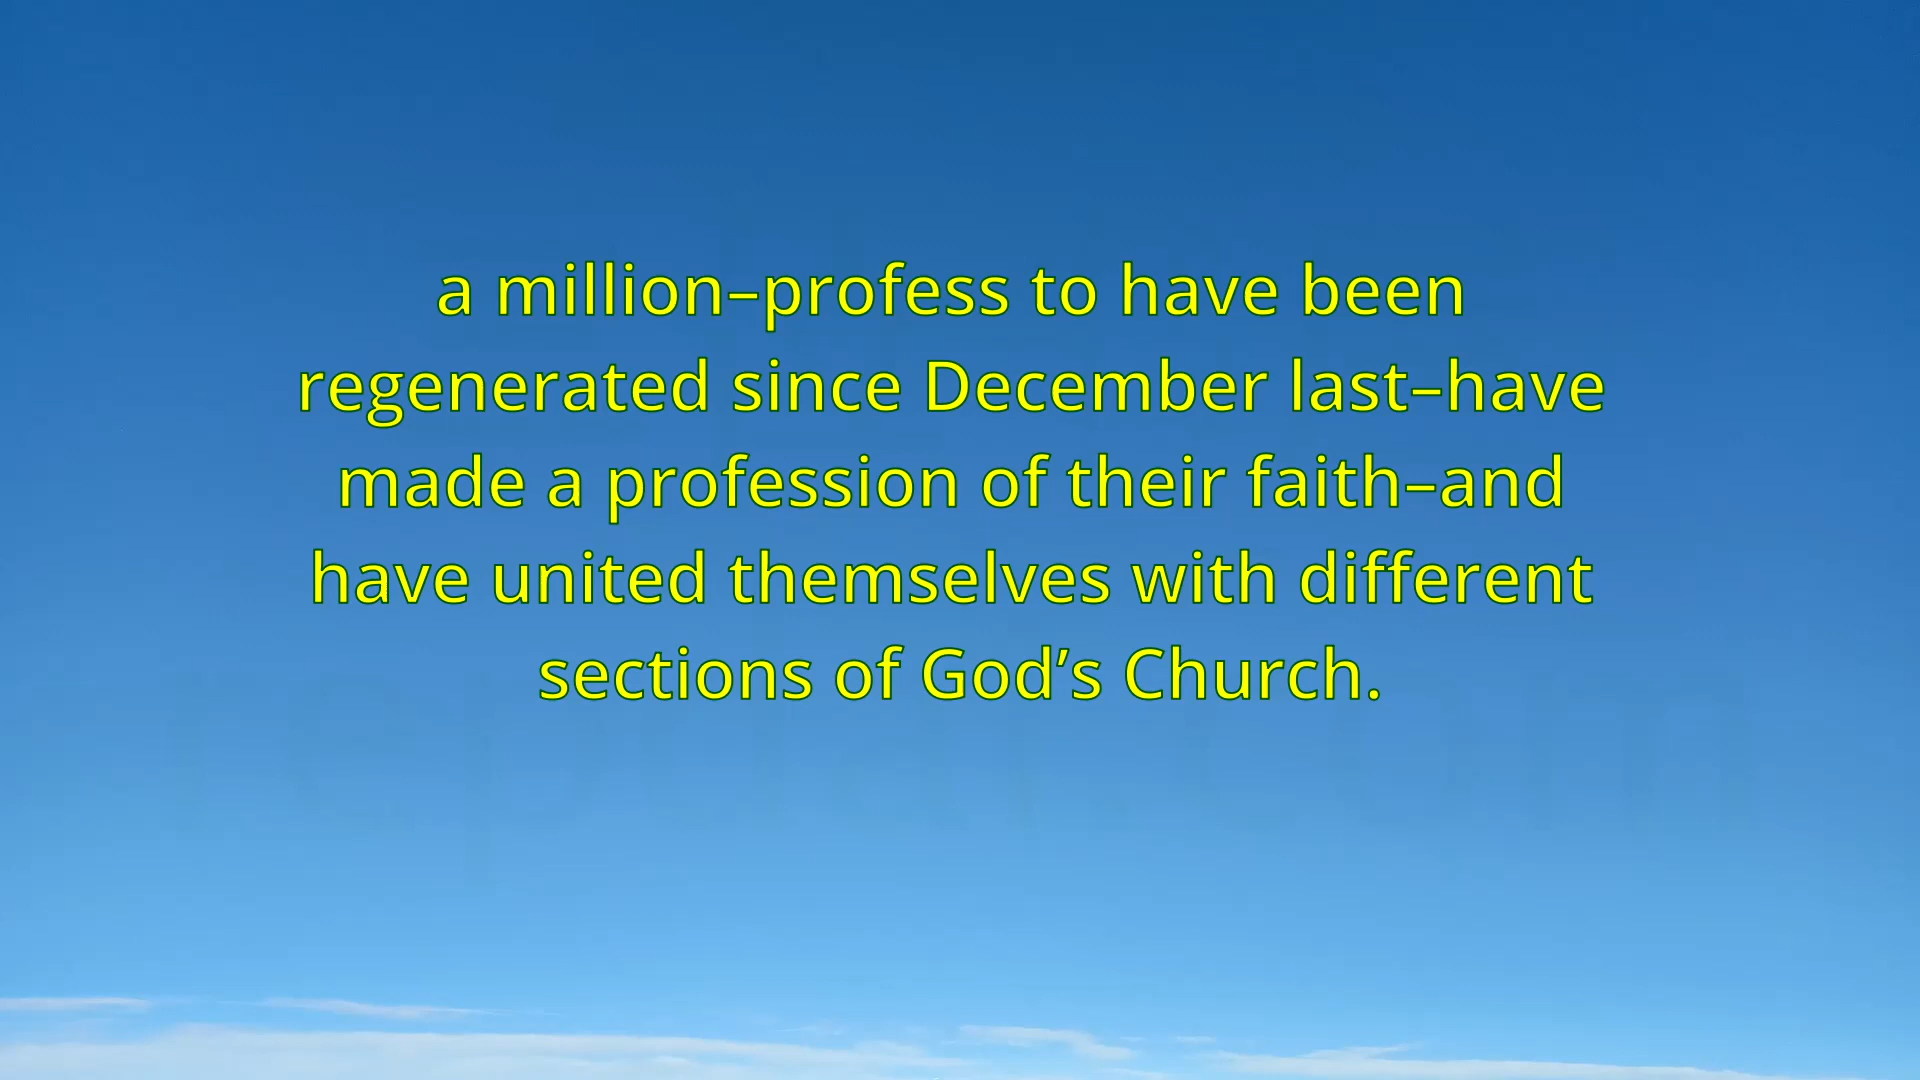 a million–profess to have been
regenerated since December last–have
made a profession of their faith–and
have united themselves with different
sections of God’s Church.